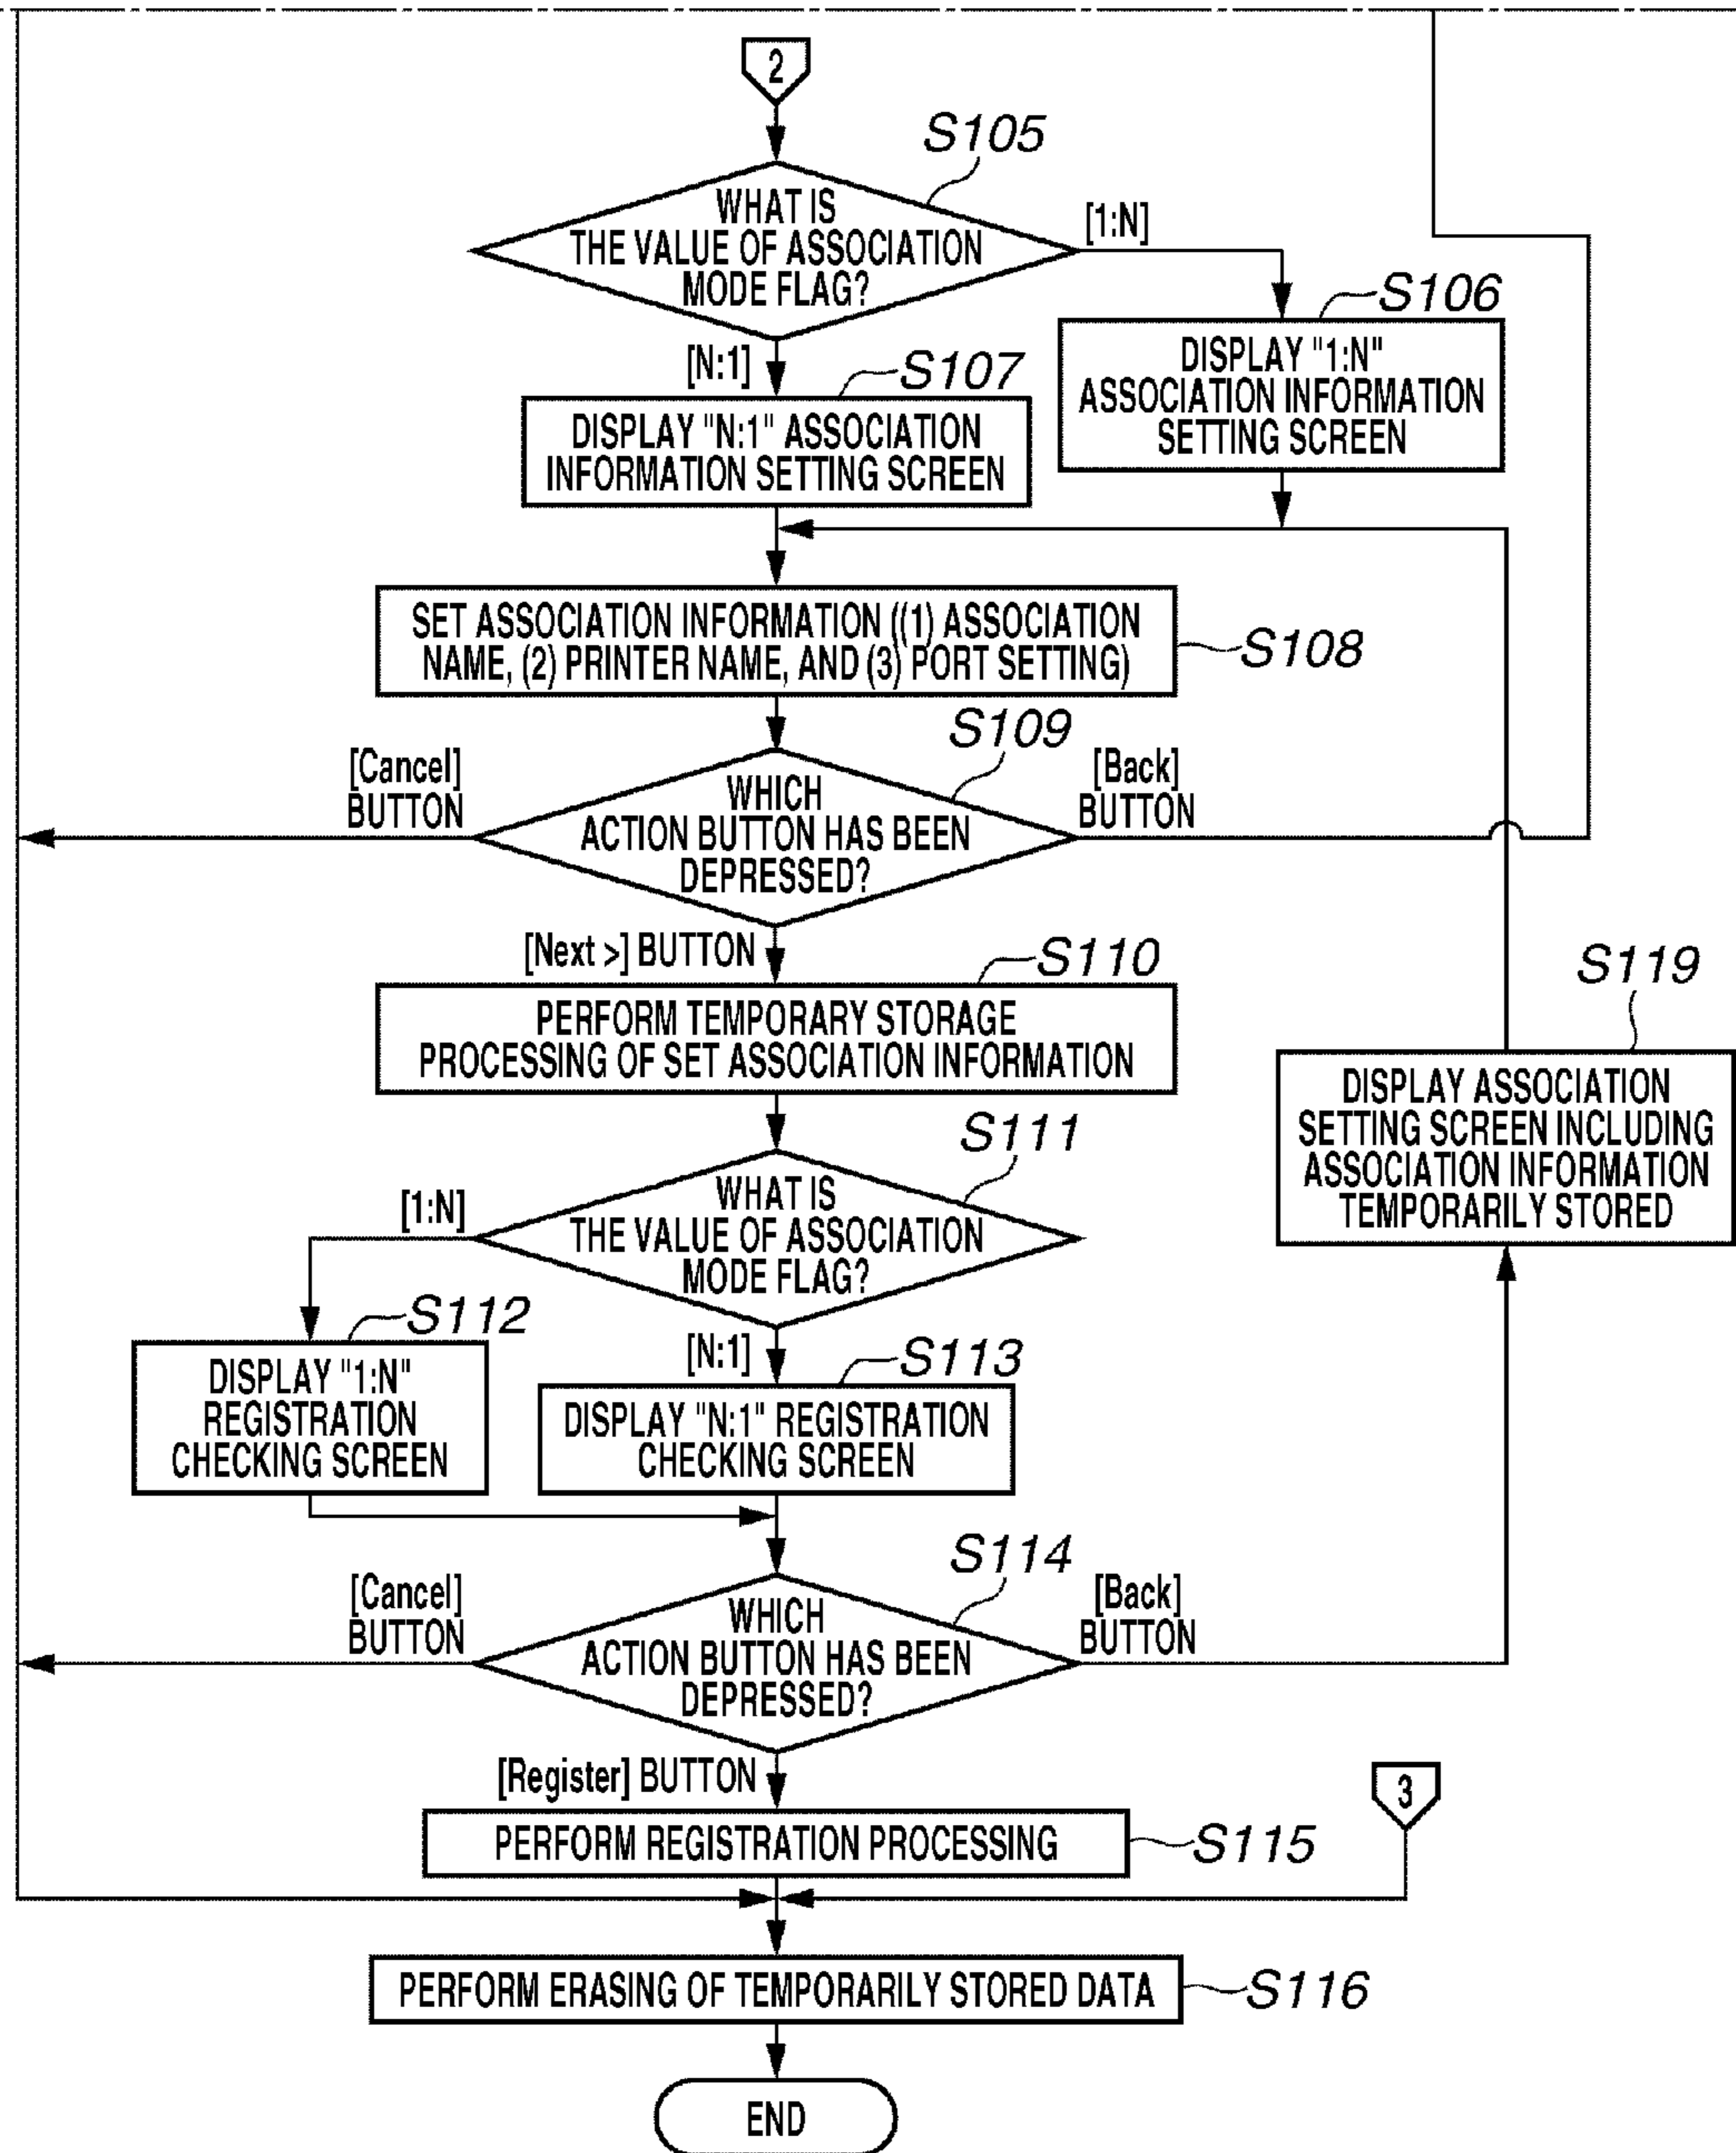 2
S105
WHAT IS
THE VALUE OF ASSOCIATION
MODE FLAG?
[1:N]
S106
DISPLAY "1:N"
ASSOCIATION INFORMATION
SETTING SCREEN
[N:1]
S107
DISPLAY "N:1" ASSOCIATION
INFORMATION SETTING SCREEN
SET ASSOCIATION INFORMATION ((1) ASSOCIATION
NAME, (2) PRINTER NAME, AND (3) PORT SETTING)
S108
S109
[Cancel]
BUTTON
WHICH
ACTION BUTTON HAS BEEN
DEPRESSED?
[Back]
BUTTON
[Next >] BUTTON
S110
PERFORM TEMPORARY STORAGE
PROCESSING OF SET ASSOCIATION INFORMATION
S119
DISPLAY ASSOCIATION
SETTING SCREEN INCLUDING
ASSOCIATION INFORMATION
TEMPORARILY STORED
S111
[1:N]
WHAT IS
THE VALUE OF ASSOCIATION
MODE FLAG?
S112
DISPLAY "1:N"
REGISTRATION
CHECKING SCREEN
[N:1]
S113
DISPLAY "N:1" REGISTRATION
CHECKING SCREEN
S114
[Cancel]
BUTTON
WHICH
ACTION BUTTON HAS BEEN
DEPRESSED?
[Back]
BUTTON
[Register] BUTTON
3
PERFORM REGISTRATION PROCESSING
S115
PERFORM ERASING OF TEMPORARILY STORED DATA
S116
END